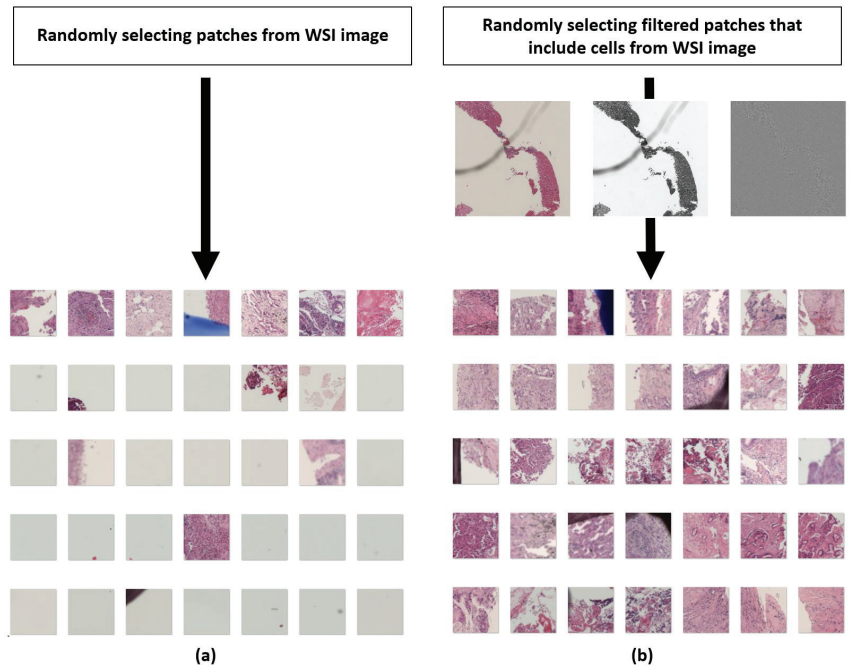 Randomly selecting patches from WSI image
Randomly selecting filtered patches that
include cells from WSI image
(a)
(b)